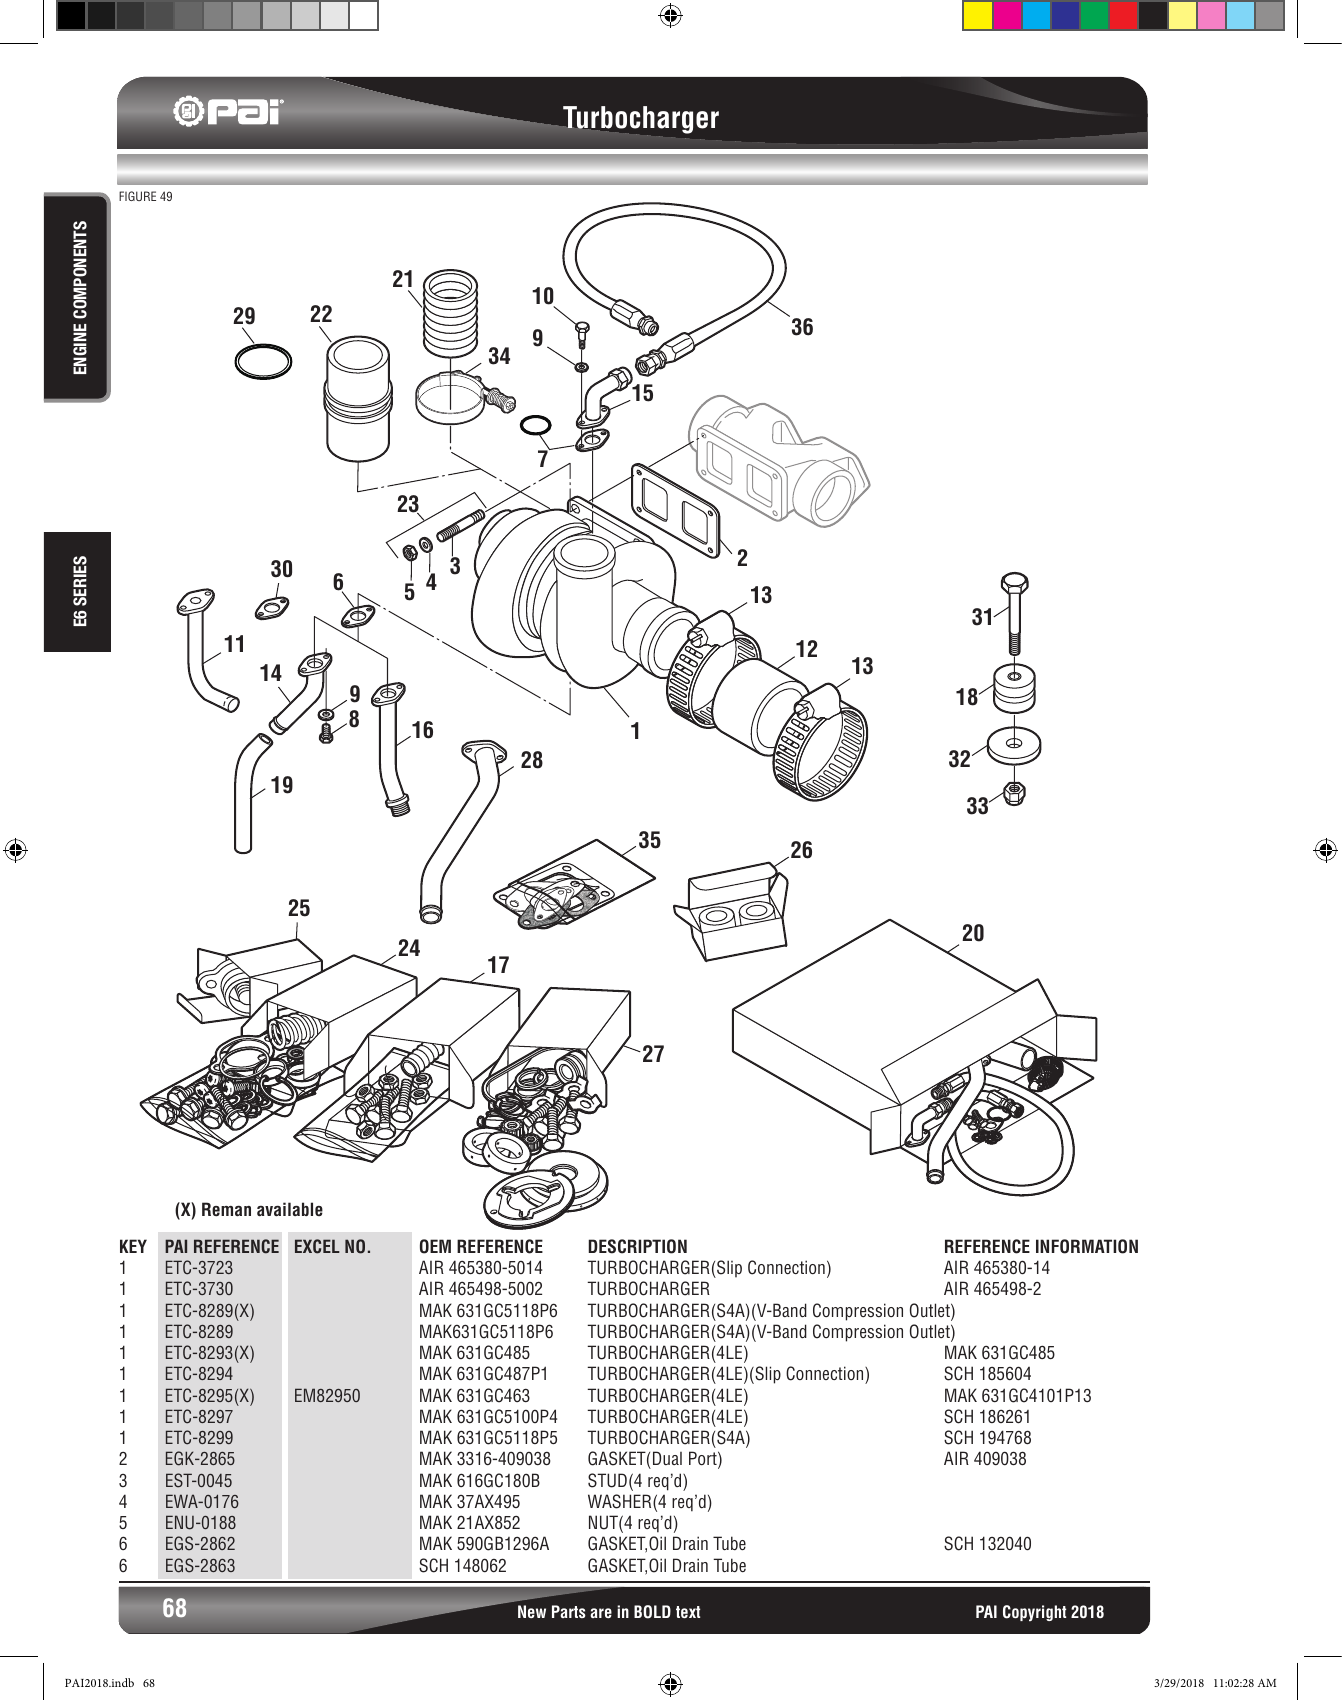 PAI
Turbocharger
FIGURE 49
ENGINE COMPONENTS
E6 SERIES
21
10
36
29
22
9
34
15
7
23
2
3
4
5
30
6
13
31
11
12
13
14
18
9
8
16
1
32
28
19
33
35
26
25
24
20
17
27
(X) Reman available
KEY PAI REFERENCE EXCEL NO. OEM REFERENCE DESCRIPTION REFERENCE INFORMATION
1 ETC-3723 AIR 465380-5014 TURBOCHARGER(Slip Connection) AIR 465380-14
1 ETC-3730 AIR 465498-5002 TURBOCHARGER AIR 465498-2
1 ETC-8289(X) MAK 631GC5118P6 TURBOCHARGER(S4A)(V-Band Compression Outlet)
1 ETC-8289 MAK631GC5118P6 TURBOCHARGER(S4A)(V-Band Compression Outlet)
1 ETC-8293(X) MAK 631GC485 TURBOCHARGER(4LE) MAK 631GC485
1 ETC-8294 MAK 631GC487P1 TURBOCHARGER(4LE)(Slip Connection) SCH 185604
1 ETC-8295(X) EM82950 MAK 631GC463 TURBOCHARGER(4LE) MAK 631GC4101P13
1 ETC-8297 MAK 631GC5100P4 TURBOCHARGER(4LE) SCH 186261
1 ETC-8299 MAK 631GC5118P5 TURBOCHARGER(S4A) SCH 194768
2 EGK-2865 MAK 3316-409038 GASKET(Dual Port) AIR 409038
3 EST-0045 MAK 616GC180B STUD(4 req'd)
4 EWA-0176 MAK 37AX495 WASHER(4 req'd)
5 ENU-0188 MAK 21AX852 NUT(4 req'd)
6 EGS-2862 MAK 590GB1296A GASKET,Oil Drain Tube SCH 132040
6 EGS-2863 SCH 148062 GASKET,Oil Drain Tube
68 New Parts are in BOLD text PAI Copyright 2018
PAI2018.indb 68 3/29/2018 11:02:28 AM